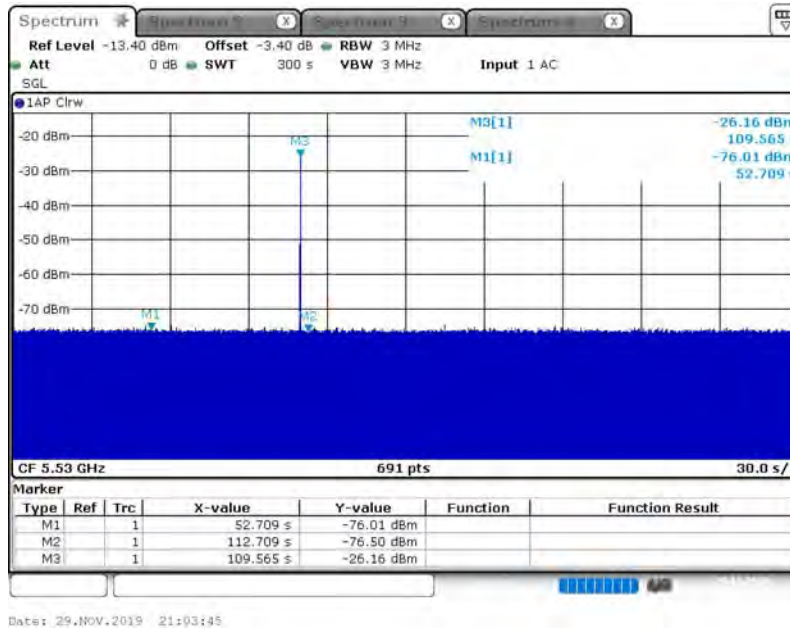 Spectrum
Ref Level -13.40 dBm Offset -3.40 dB RBW 3 MHz
Att 0 dB SWT 300 s VBW 3 MHz Input 1 AC
SGL
1AP Clrw
M3[1] -26.16 dBm
109.565 s
M1[1] -76.01 dBm
52.709 s
-20 dBm
M3
-30 dBm
-40 dBm
-50 dBm
-60 dBm
-70 dBm
M1
M2
CF 5.53 GHz 691 pts 30.0 s/
Marker
Type Ref Trc X-value Y-value Function Function Result
M1 1 52.709 s -76.01 dBm
M2 1 112.709 s -76.50 dBm
M3 1 109.565 s -26.16 dBm
Date: 29.NOV.2019 21:03:45